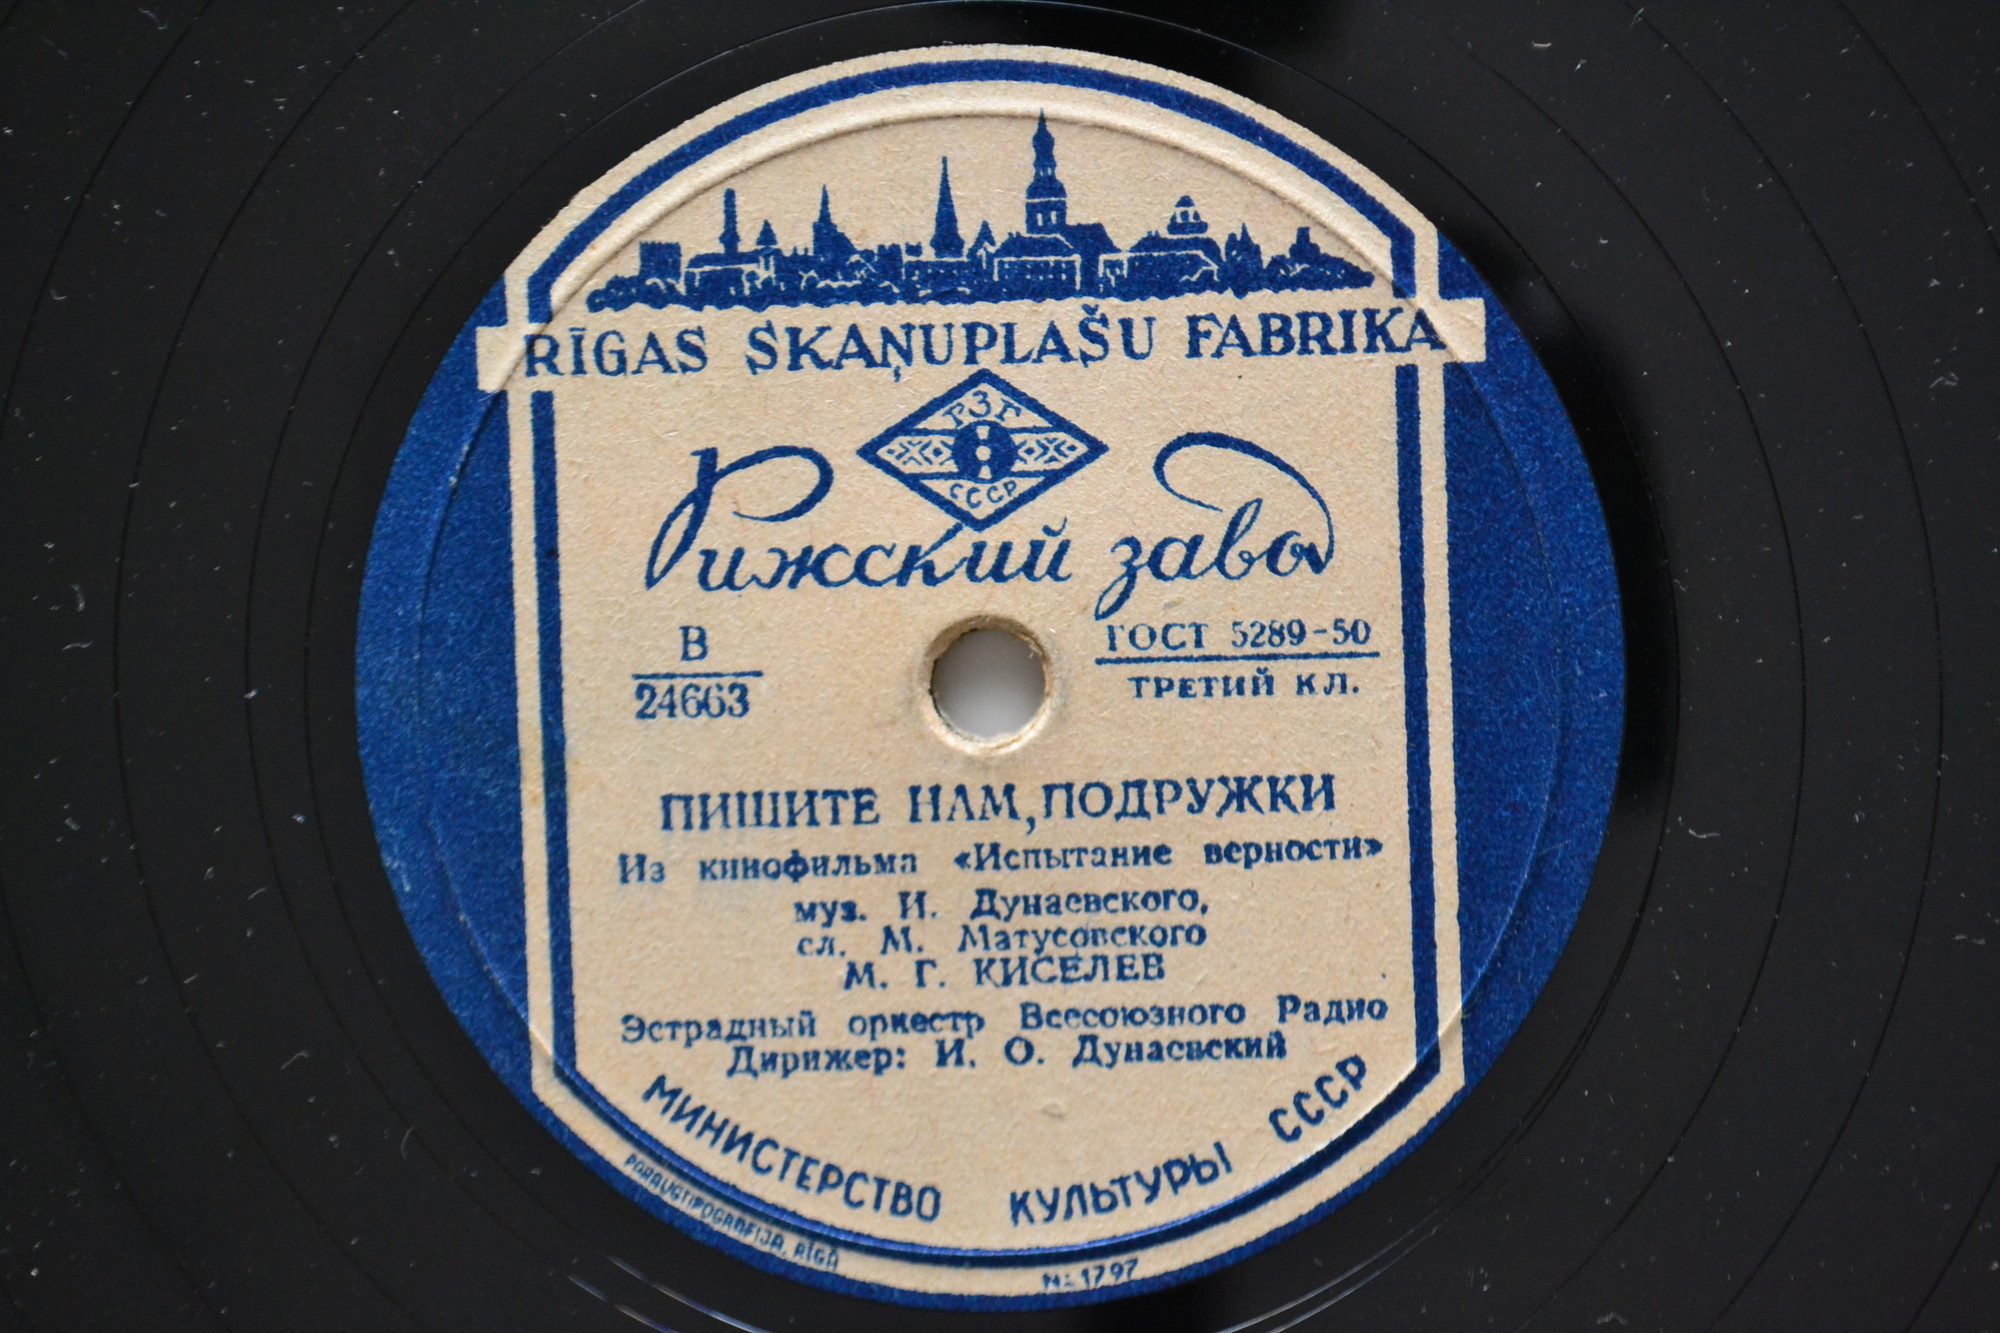 RĪGAS SKAŅUPLAŠU FABRIKA
РЗГ
СССР
Рижский завод
В
24663
ГОСТ 5289-50
ТРЕТИЙ КЛ.
ПИШИТЕ НАМ, ПОДРУЖКИ
Из кинофильма «Испытание верности»
муз. И. Дунаевского,
сл. М. Матусовского
М. Г. КИСЕЛЕВ
Эстрадный оркестр Всесоюзного Радио
Дирижер: И. О. Дунаевский
МИНИСТЕРСТВО КУЛЬТУРЫ СССР
PARAUGTIPOGRAFIJA, RĪGĀ
№ 1797